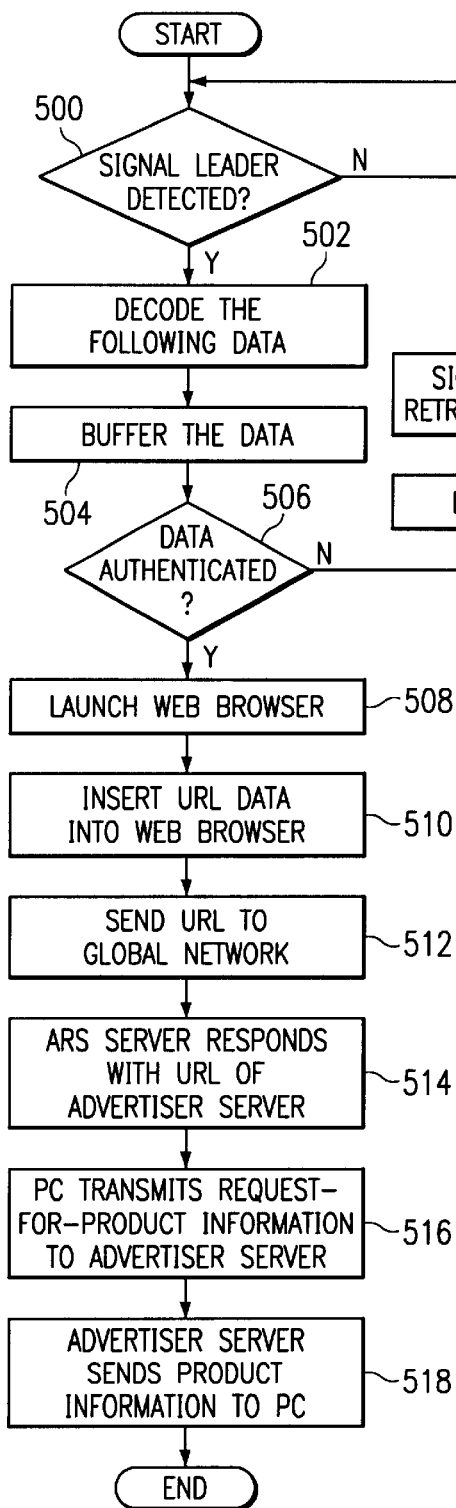 START
500
SIGNAL LEADER
DETECTED?
N
Y
502
DECODE THE
FOLLOWING DATA
BUFFER THE DATA
504
506
DATA
AUTHENTICATED
?
N
Y
LAUNCH WEB BROWSER
508
INSERT URL DATA
INTO WEB BROWSER
510
SEND URL TO
GLOBAL NETWORK
512
ARS SERVER RESPONDS
WITH URL OF
ADVERTISER SERVER
514
PC TRANSMITS REQUEST-
FOR-PRODUCT INFORMATION
TO ADVERTISER SERVER
516
ADVERTISER SERVER
SENDS PRODUCT
INFORMATION TO PC
518
END